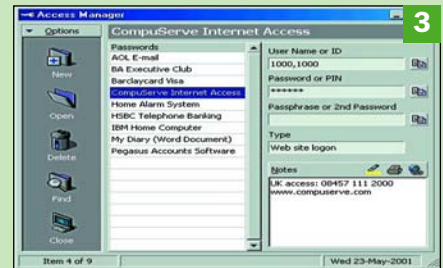 Access Manager
3
Options
CompuServe Internet Access
New
Open
Delete
Find
Close
Passwords
AOL E-mail
BA Executive Club
Barclaycard Visa
CompuServe Internet Access
Home Alarm System
HSBC Telephone Banking
IBM Home Computer
My Diary (Word Document)
Pegasus Accounts Software
User Name or ID
1000,1000
Password or PIN
******
Passphrase or 2nd Password
Type
Web site logon
Notes
UK access: 08457 111 2000
www.compuserve.com
Item 4 of 9
Wed 23-May-2001